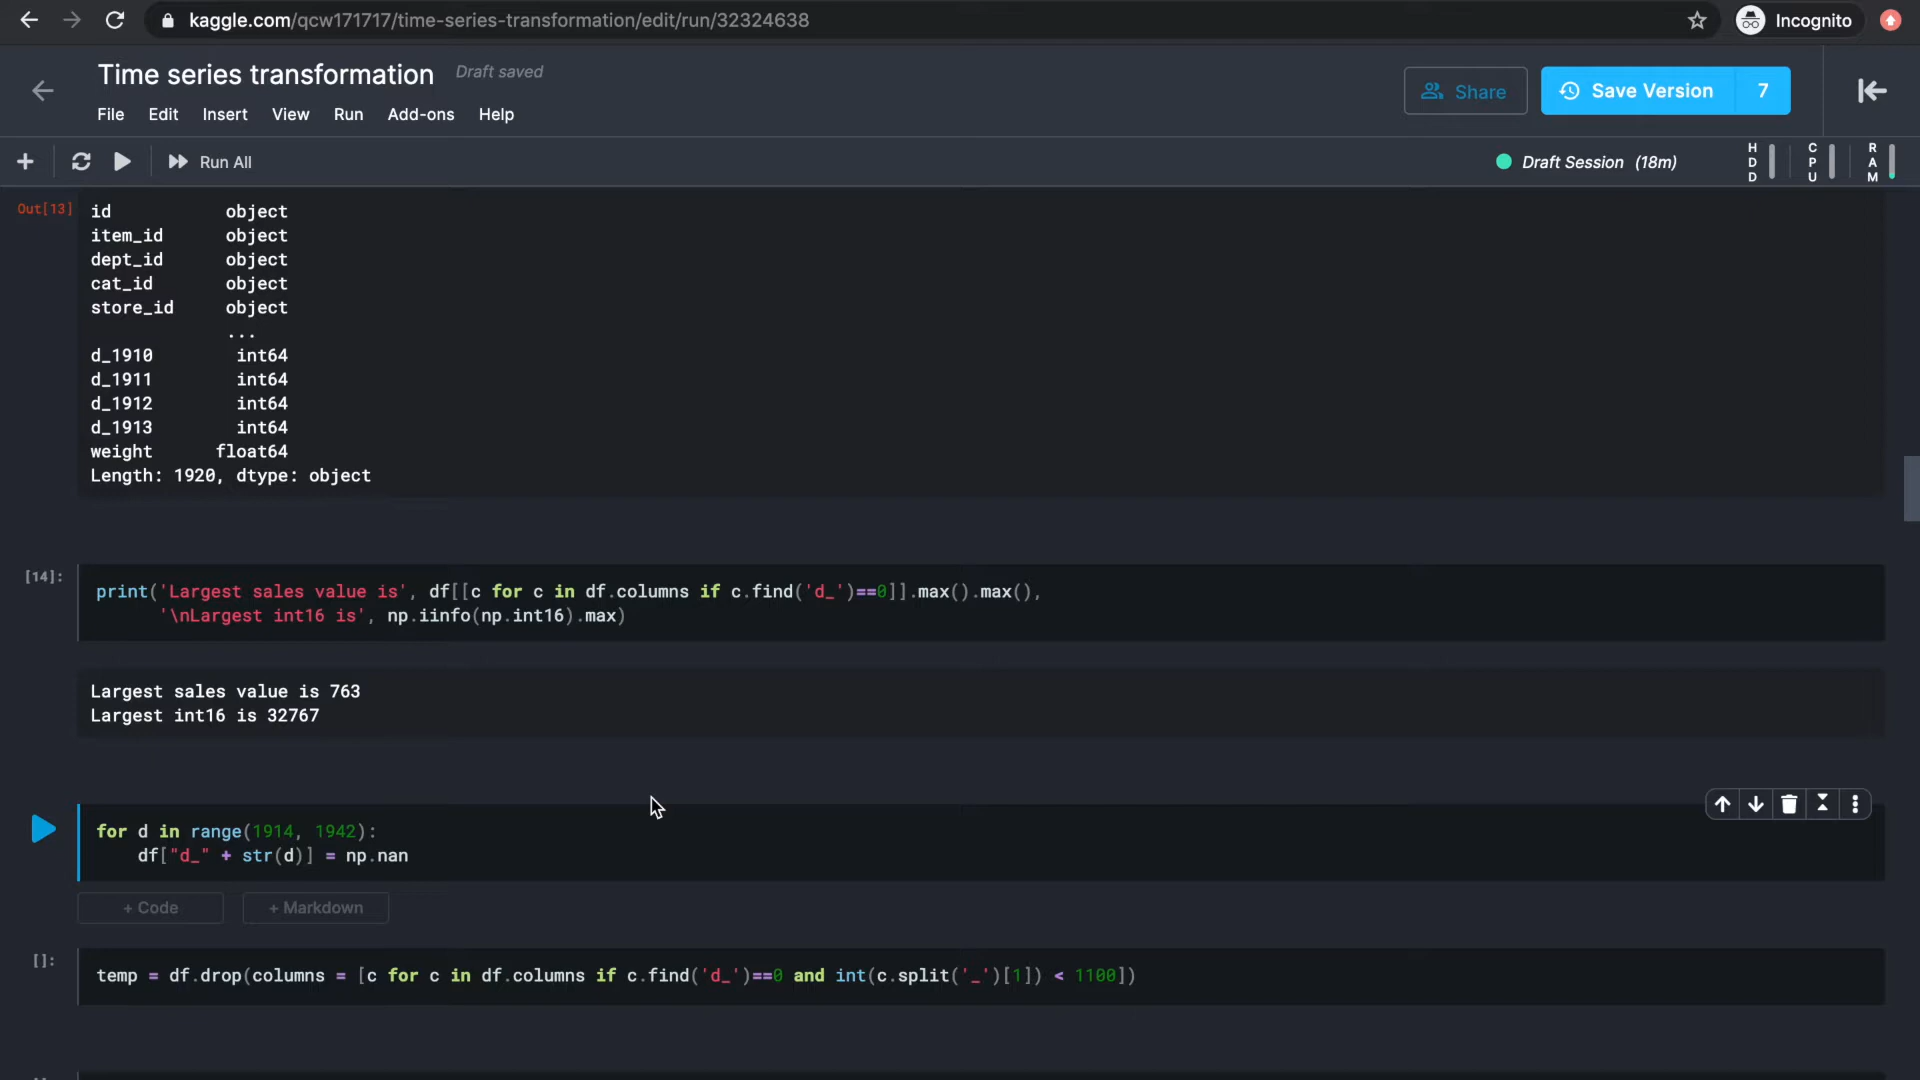 kaggle.com/qcw171717/time-series-transformation/edit/run/32324638
Incognito
Time series transformation
Draft saved
Share
Save Version
7
File
Edit
Insert
View
Run
Add-ons
Help
Run All
Draft Session (18m)
HDD
CPU
RAM
Out[13]
id object
item_id object
dept_id object
cat_id object
store_id object
...
d_1910 int64
d_1911 int64
d_1912 int64
d_1913 int64
weight float64
Length: 1920, dtype: object
[14]:
print('Largest sales value is', df[[c for c in df.columns if c.find('d_')==0]].max().max(),
'\nLargest int16 is', np.iinfo(np.int16).max)
Largest sales value is 763
Largest int16 is 32767
for d in range(1914, 1942):
df["d_" + str(d)] = np.nan
+ Code
+ Markdown
[]:
temp = df.drop(columns = [c for c in df.columns if c.find('d_')==0 and int(c.split('_')[1]) < 1100])